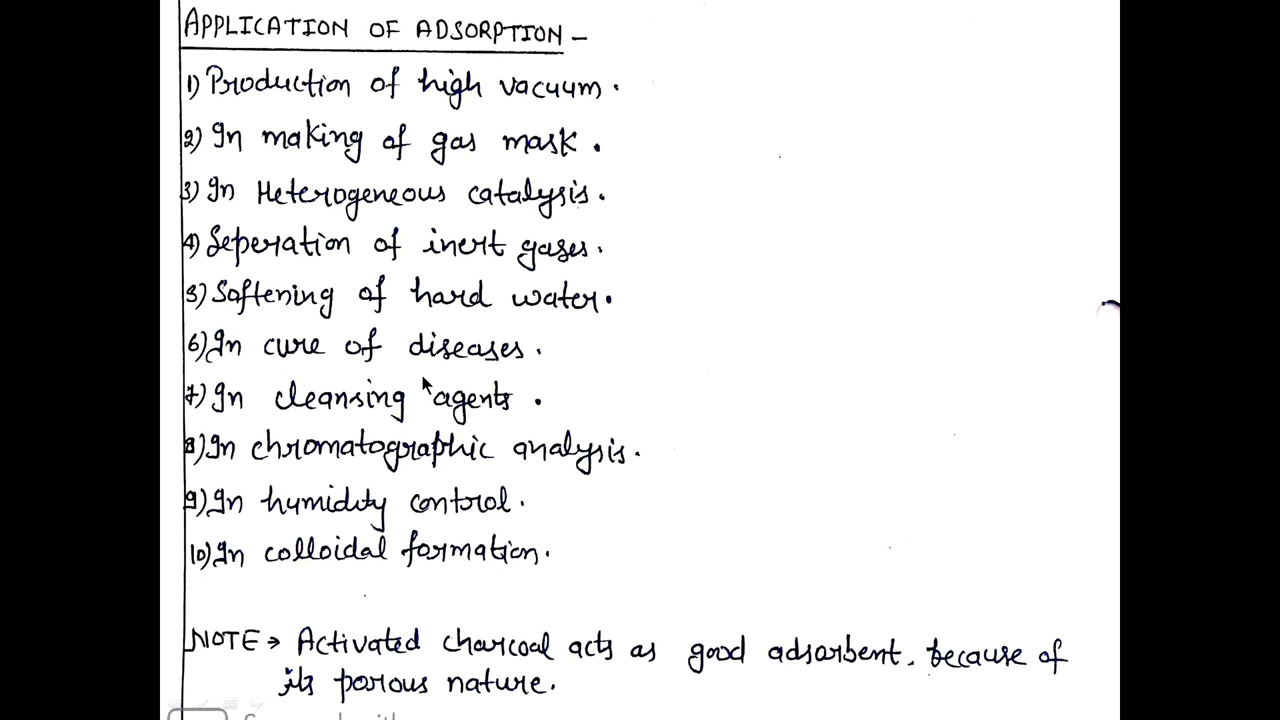 APPLICATION OF ADSORPTION -
1) Production of high vacuum.
2) In making of gas mask.
3) In Heterogeneous catalysis.
4) Seperation of inert gases.
5) Softening of hard water.
6) In cure of diseases.
7) In cleansing agents.
8) In chromatographic analysis.
9) In humidity control.
10) In colloidal formation.
NOTE → Activated charcoal acts as good adsorbent. because of
its porous nature.